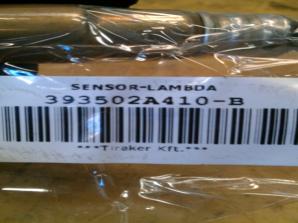 SENSOR-LAMBDA
393502A410-B
***Tiraker Kft.***